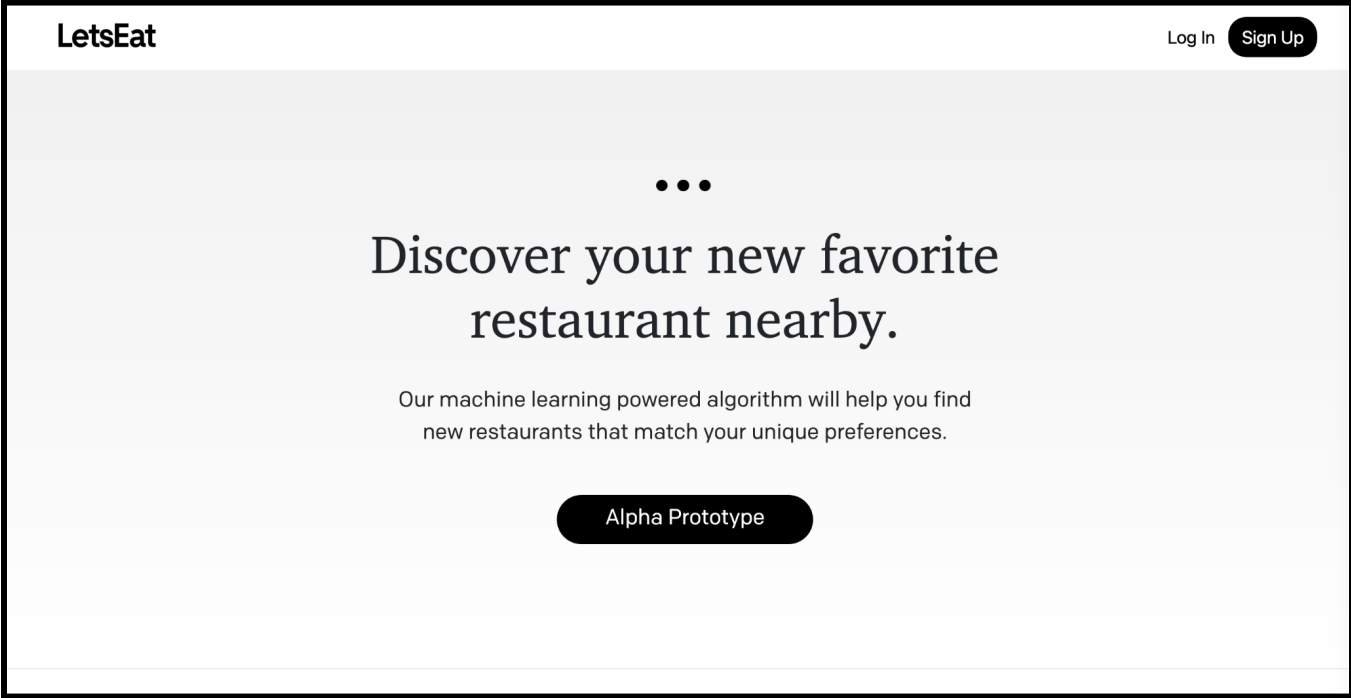 LetsEat
Log In
Sign Up
Discover your new favorite
restaurant nearby.
Our machine learning powered algorithm will help you find
new restaurants that match your unique preferences.
Alpha Prototype